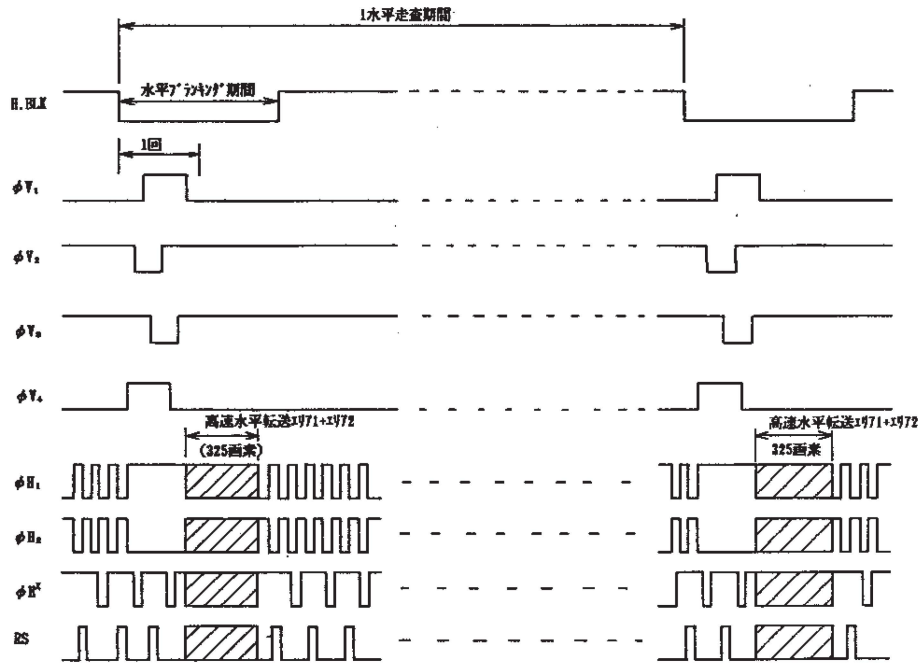 1水平走査期間
H.BLK
水平ブランキング期間
1回
φV₁
φV₂
φV₃
φV₄
高速水平転送エリア1+エリア2
(325画素)
高速水平転送エリア1+エリア2
325画素
φH₁
φH₂
RS